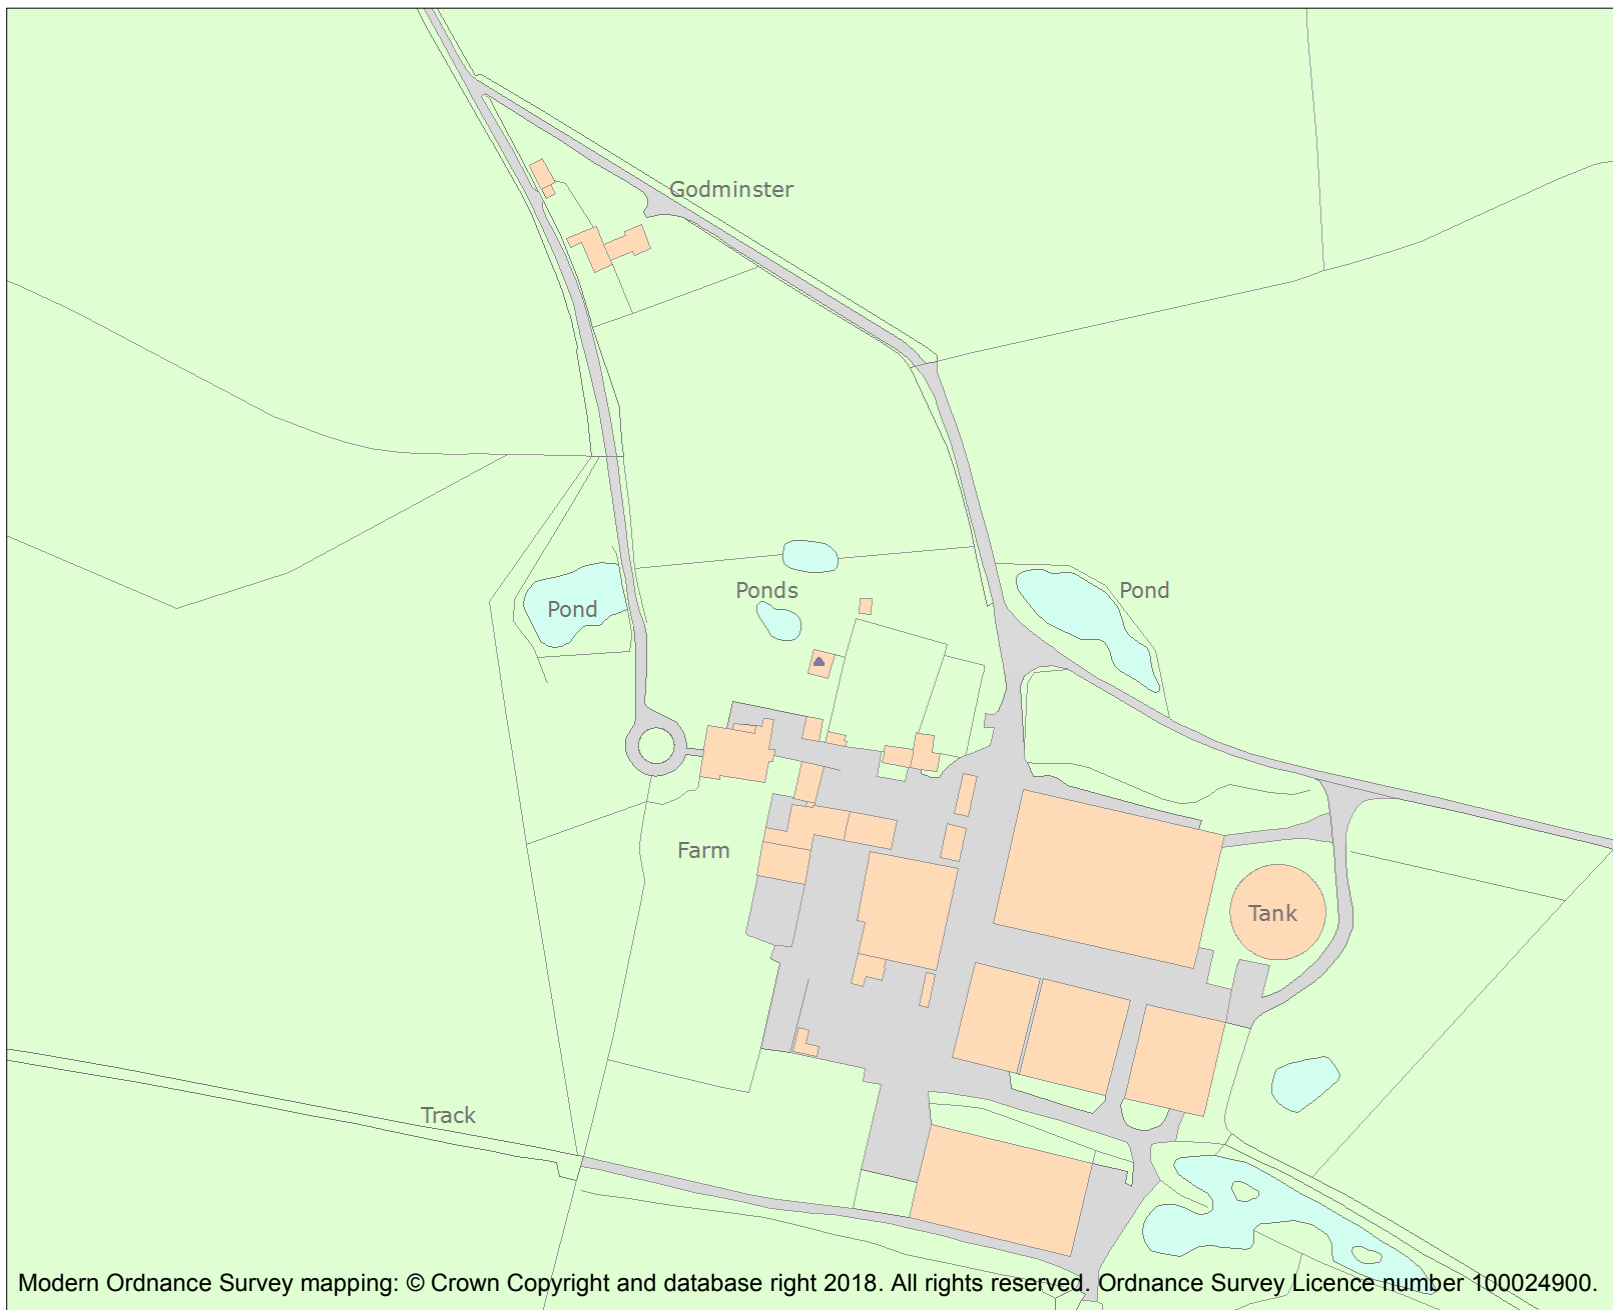 Godminster
Ponds
Pond
Pond
Farm
Tank
Track
Modern Ordnance Survey mapping: © Crown Copyright and database right 2018. All rights reserved. Ordnance Survey Licence number 100024900.